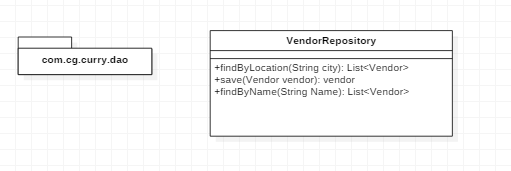 com.cg.curry.dao
VendorRepository
+findByLocation(String city): List<Vendor>
+save(Vendor vendor): vendor
+findByName(String Name): List<Vendor>